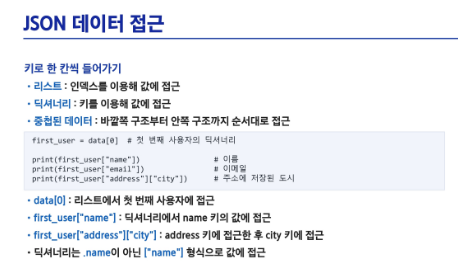 JSON 데이터 접근
키로 한 칸씩 들어가기
• 리스트 : 인덱스를 이용해 값에 접근
• 딕셔너리 : 키를 이용해 값에 접근
• 중첩된 데이터 : 바깥쪽 구조부터 안쪽 구조까지 순서대로 접근
first_user = data[0]  # 첫 번째 사용자의 딕셔너리
print(first_user["name"])  # 이름
print(first_user["email"])  # 이메일
print(first_user["address"]["city"])  # 주소에 저장된 도시
• data[0] : 리스트에서 첫 번째 사용자에 접근
• first_user["name"] : 딕셔너리에서 name 키의 값에 접근
• first_user["address"]["city"] : address 키에 접근한 후 city 키에 접근
• 딕셔너리는 .name이 아닌 ["name"] 형식으로 값에 접근